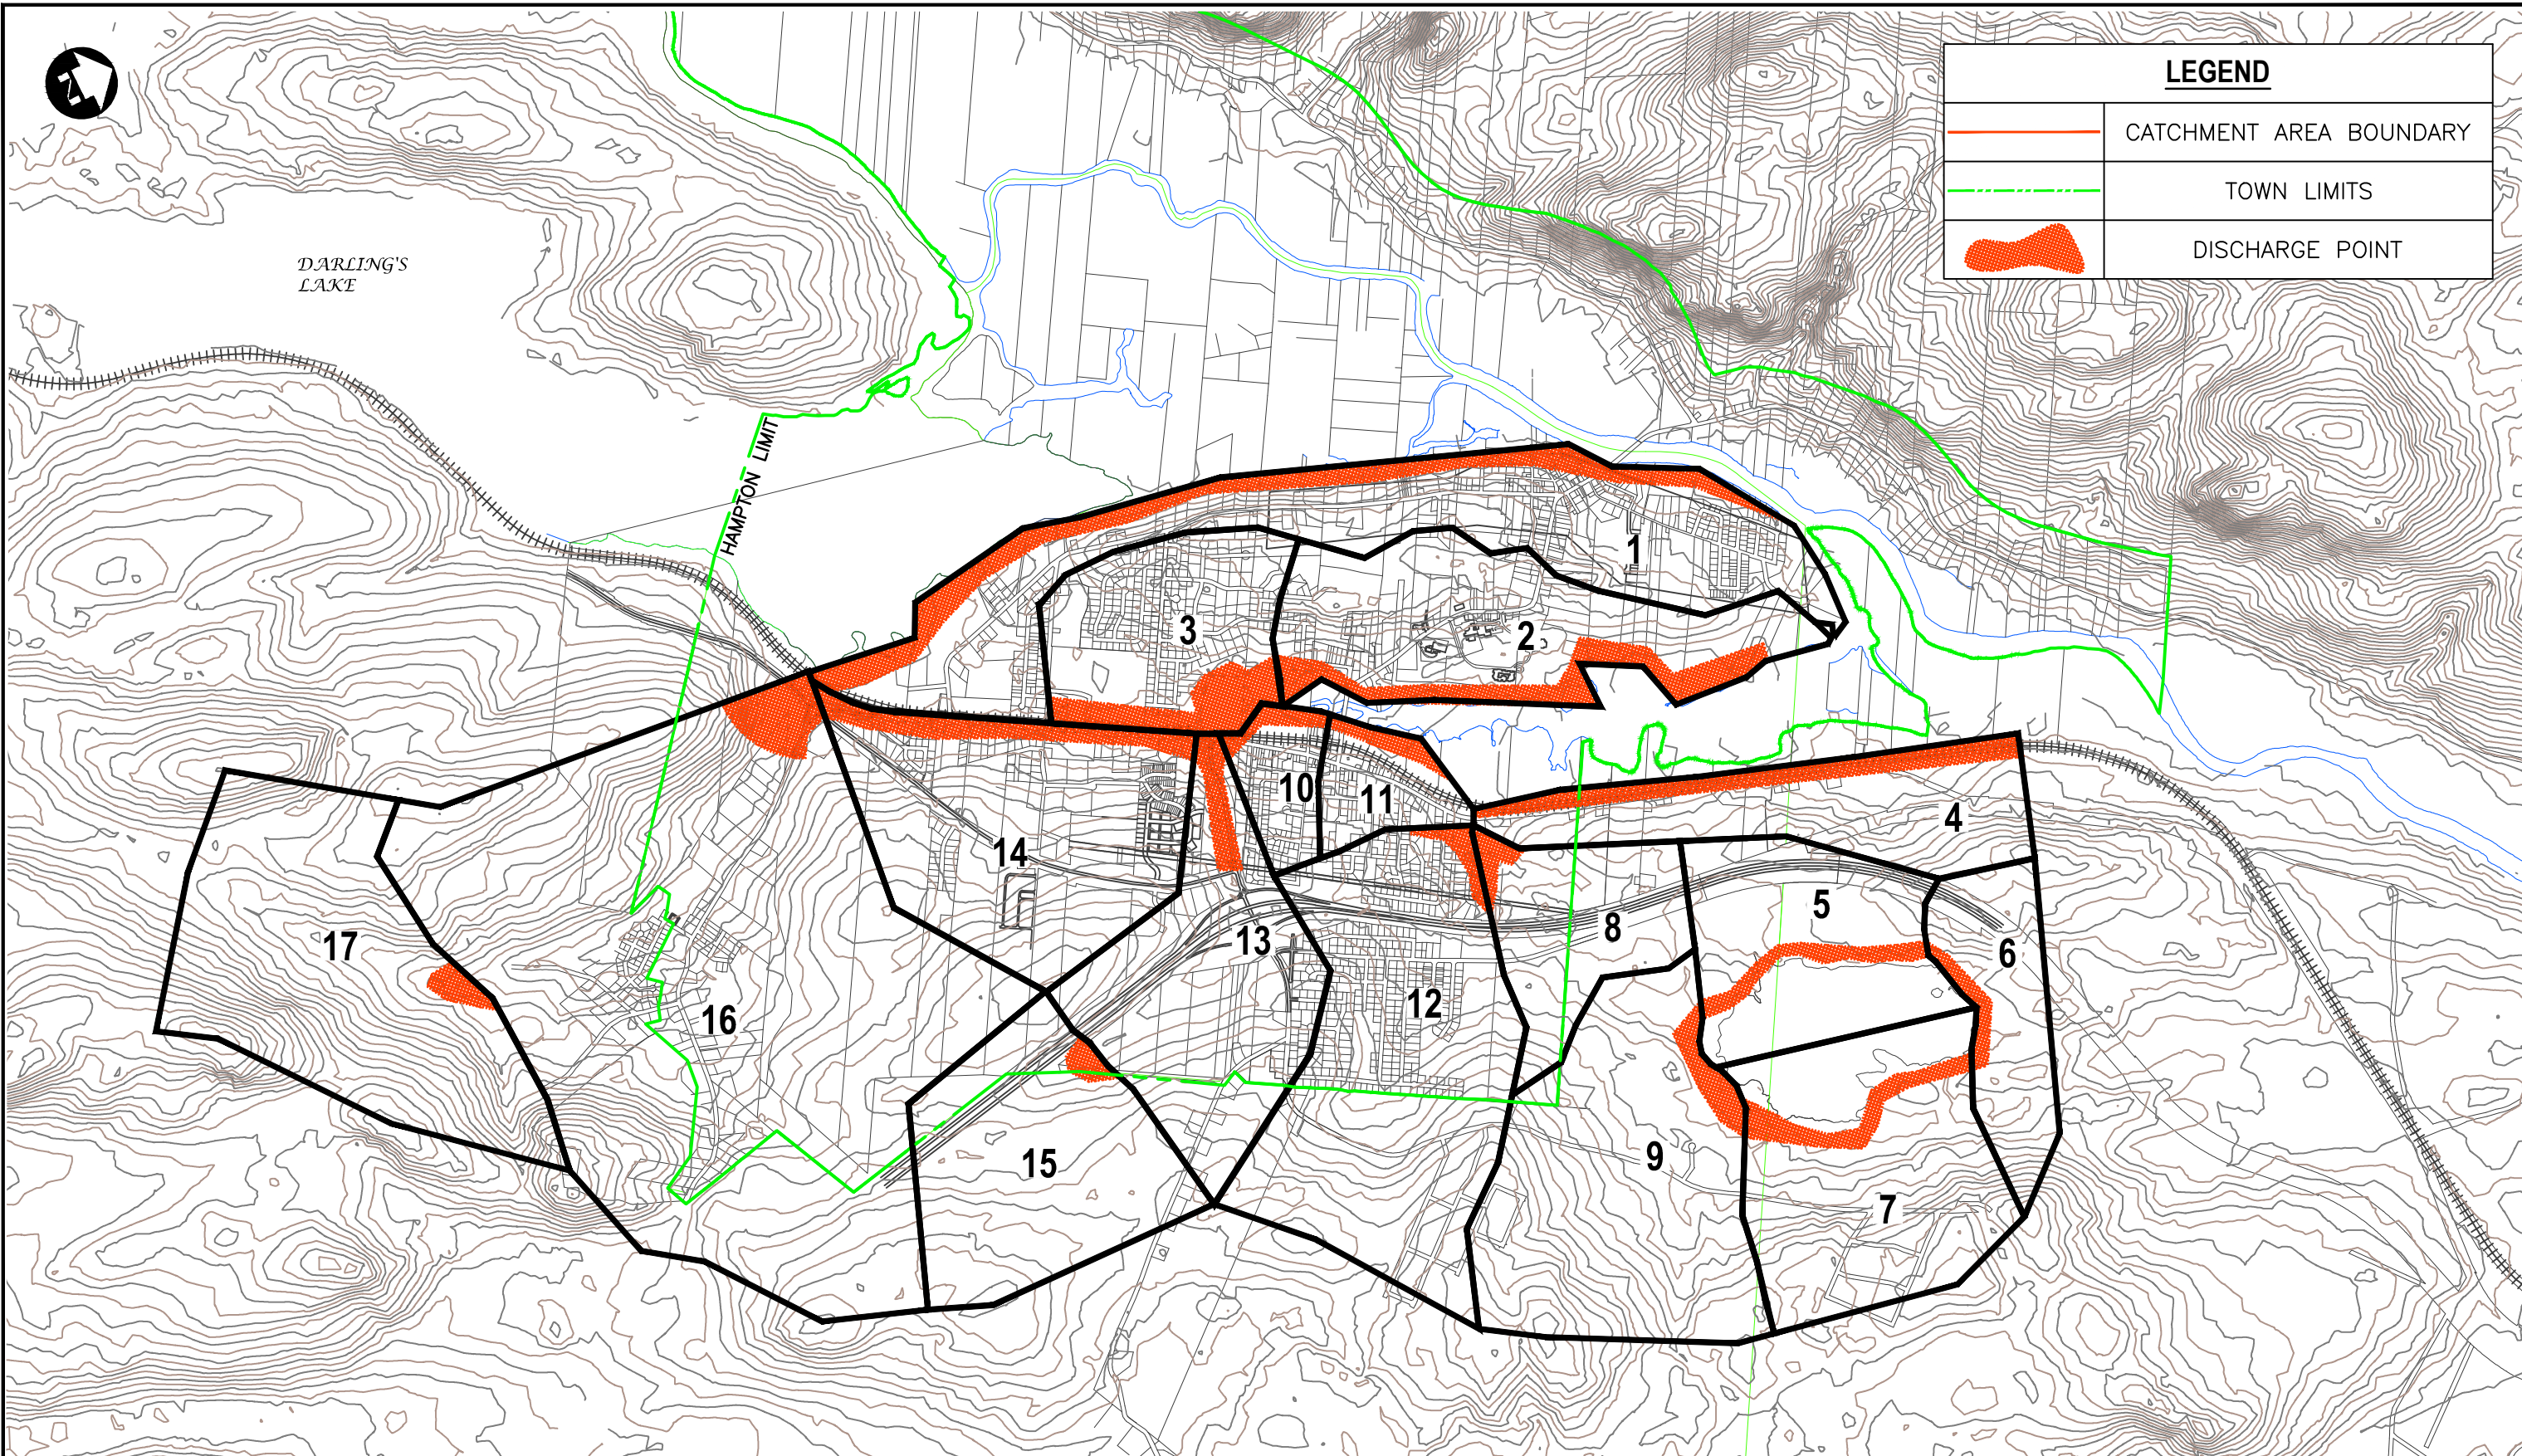 N
LEGEND
CATCHMENT AREA BOUNDARY
TOWN LIMITS
DISCHARGE POINT
DARLING'S
LAKE
HAMPTON LIMIT
1
2
3
10
11
4
14
5
8
13
6
17
12
16
9
15
7